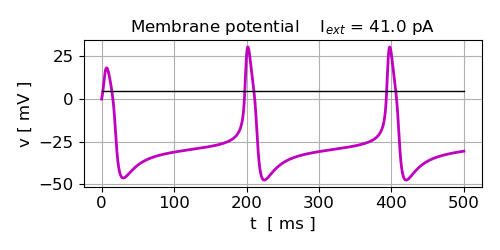 Membrane potential    I_ext = 41.0 pA
v [ mV ]
25
0
−25
−50
0 100 200 300 400 500
t [ ms ]